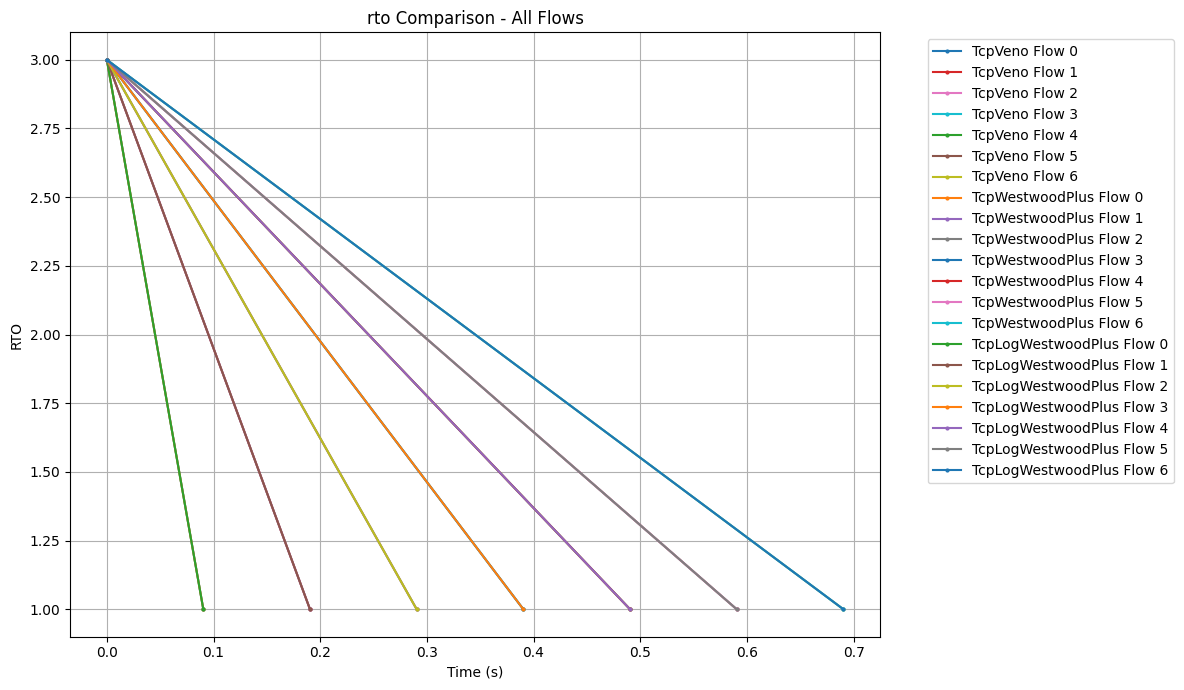 rto Comparison - All Flows
3.00
2.75
2.50
2.25
2.00
1.75
1.50
1.25
1.00
RTO
0.0 0.1 0.2 0.3 0.4 0.5 0.6 0.7
Time (s)
TcpVeno Flow 0
TcpVeno Flow 1
TcpVeno Flow 2
TcpVeno Flow 3
TcpVeno Flow 4
TcpVeno Flow 5
TcpVeno Flow 6
TcpWestwoodPlus Flow 0
TcpWestwoodPlus Flow 1
TcpWestwoodPlus Flow 2
TcpWestwoodPlus Flow 3
TcpWestwoodPlus Flow 4
TcpWestwoodPlus Flow 5
TcpWestwoodPlus Flow 6
TcpLogWestwoodPlus Flow 0
TcpLogWestwoodPlus Flow 1
TcpLogWestwoodPlus Flow 2
TcpLogWestwoodPlus Flow 3
TcpLogWestwoodPlus Flow 4
TcpLogWestwoodPlus Flow 5
TcpLogWestwoodPlus Flow 6